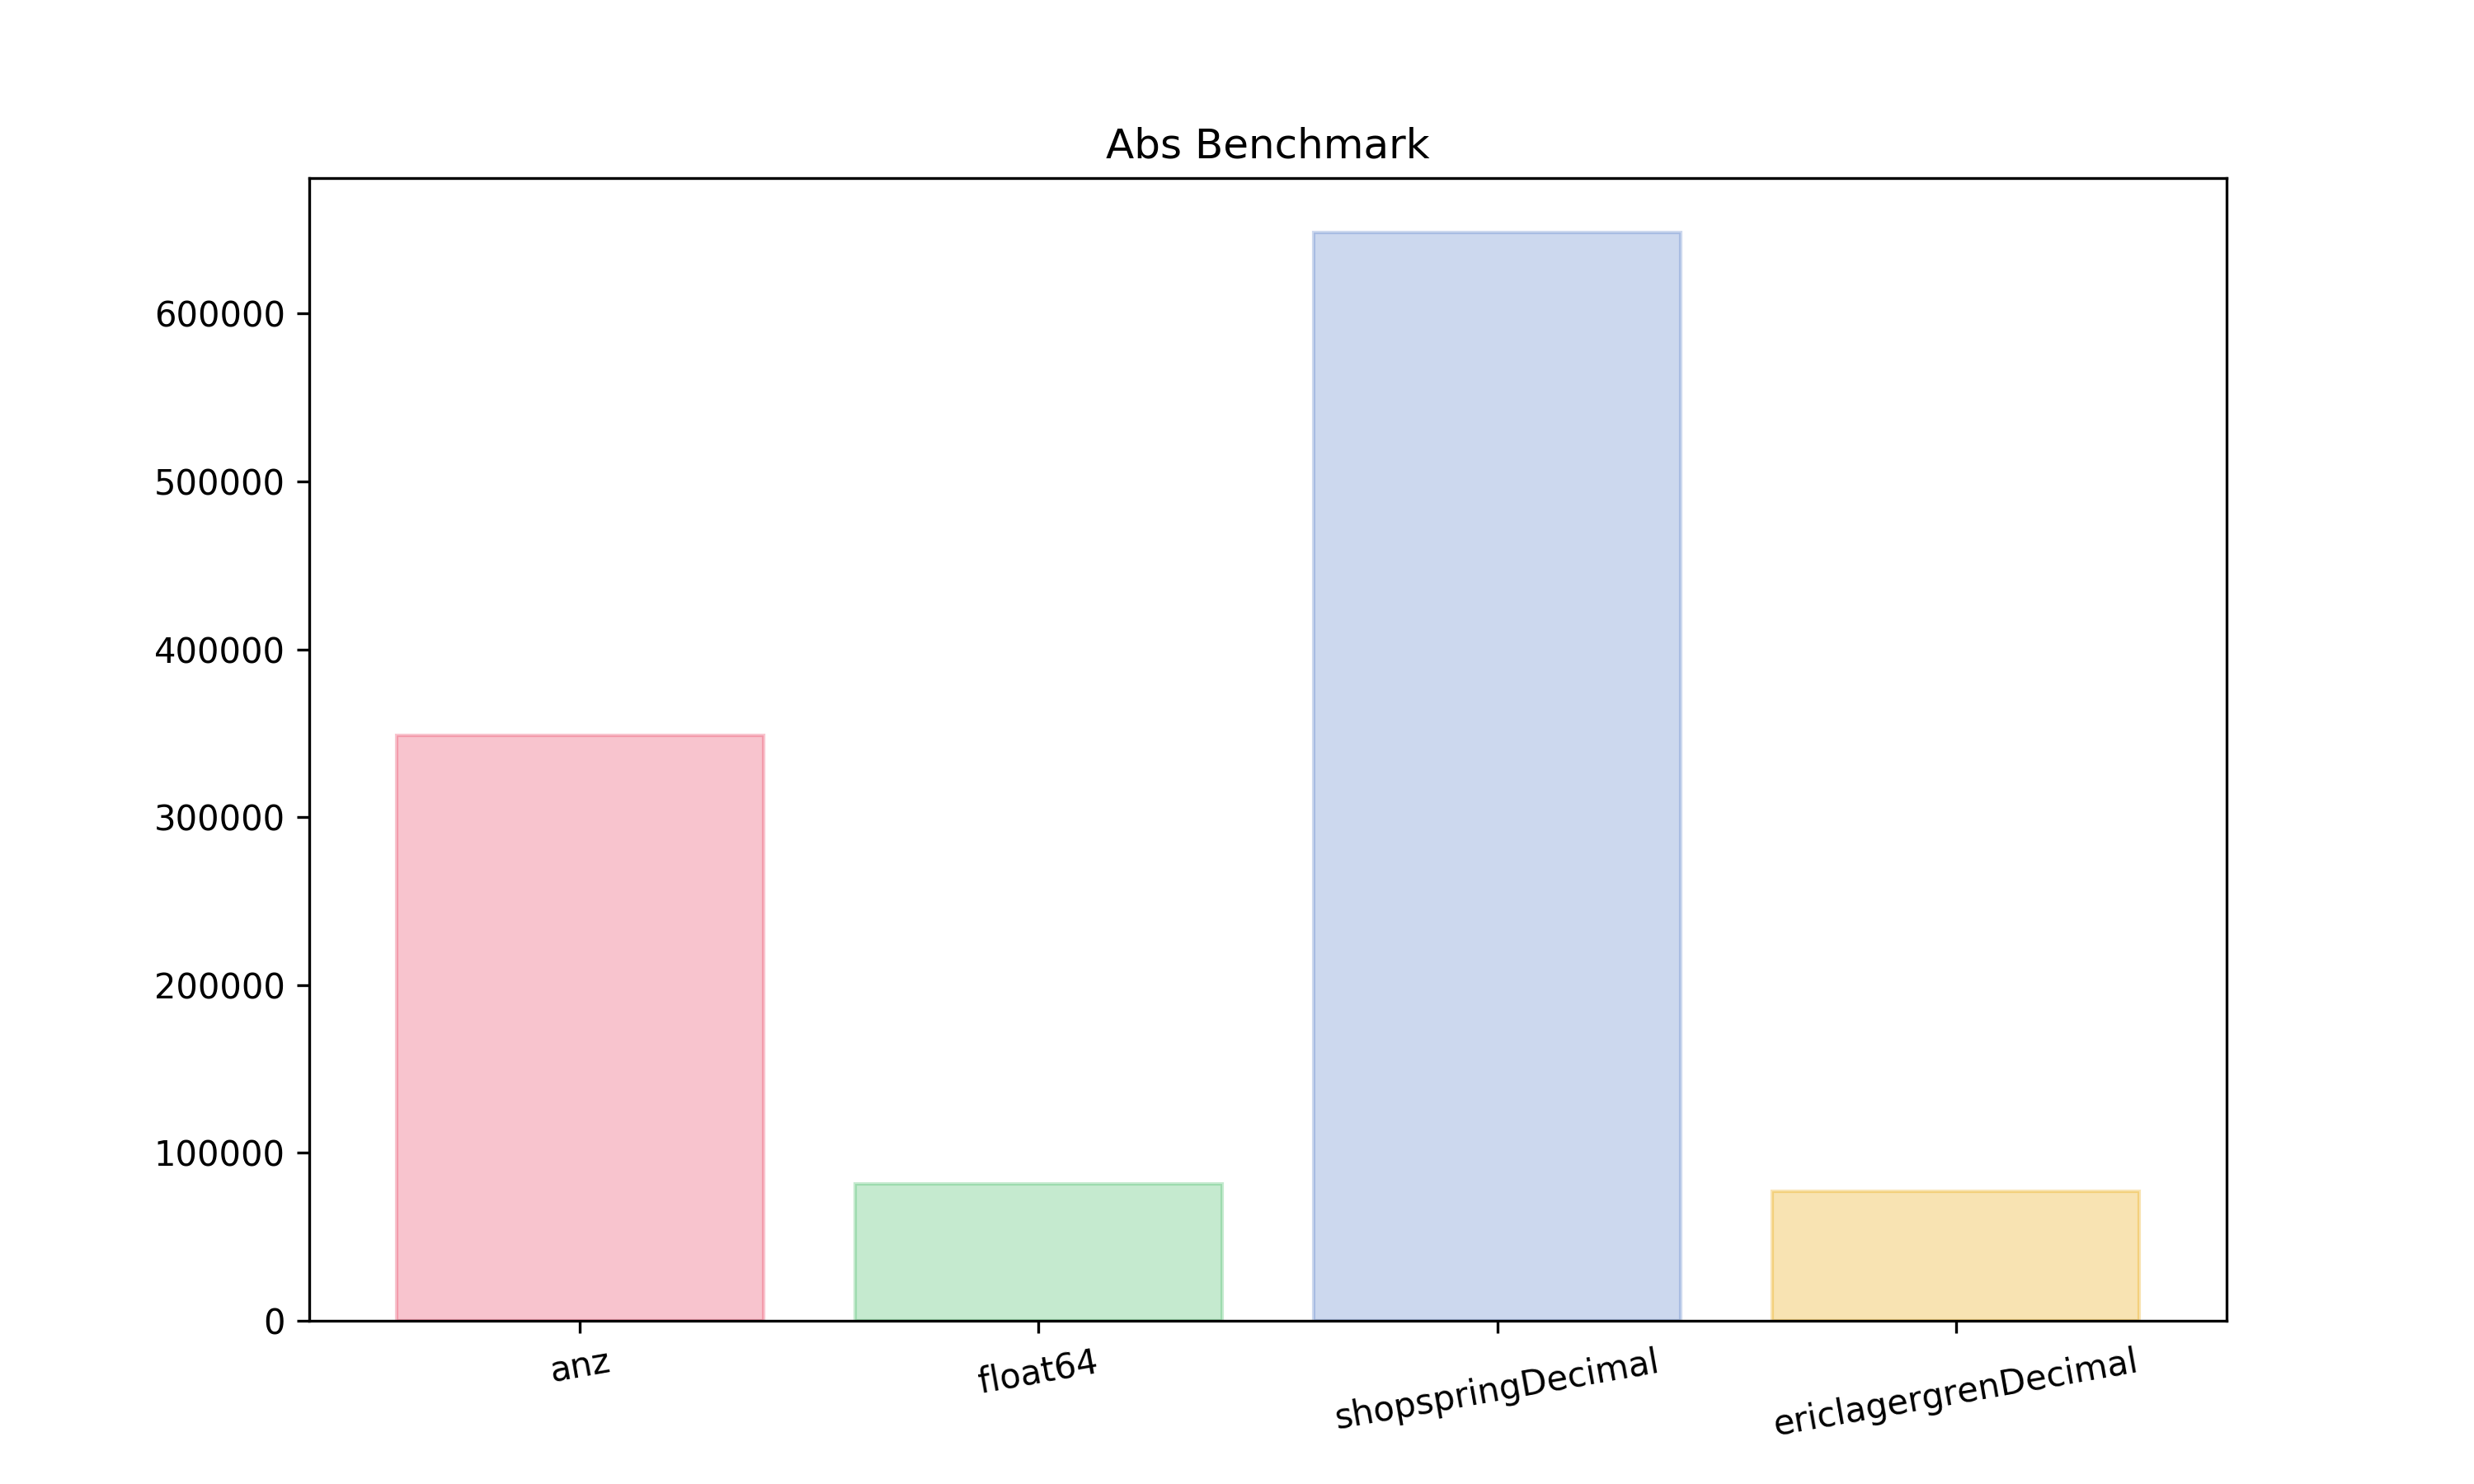 Abs Benchmark
600000
500000
400000
300000
200000
100000
0
anz
float64
shopspringDecimal
ericlagergrenDecimal